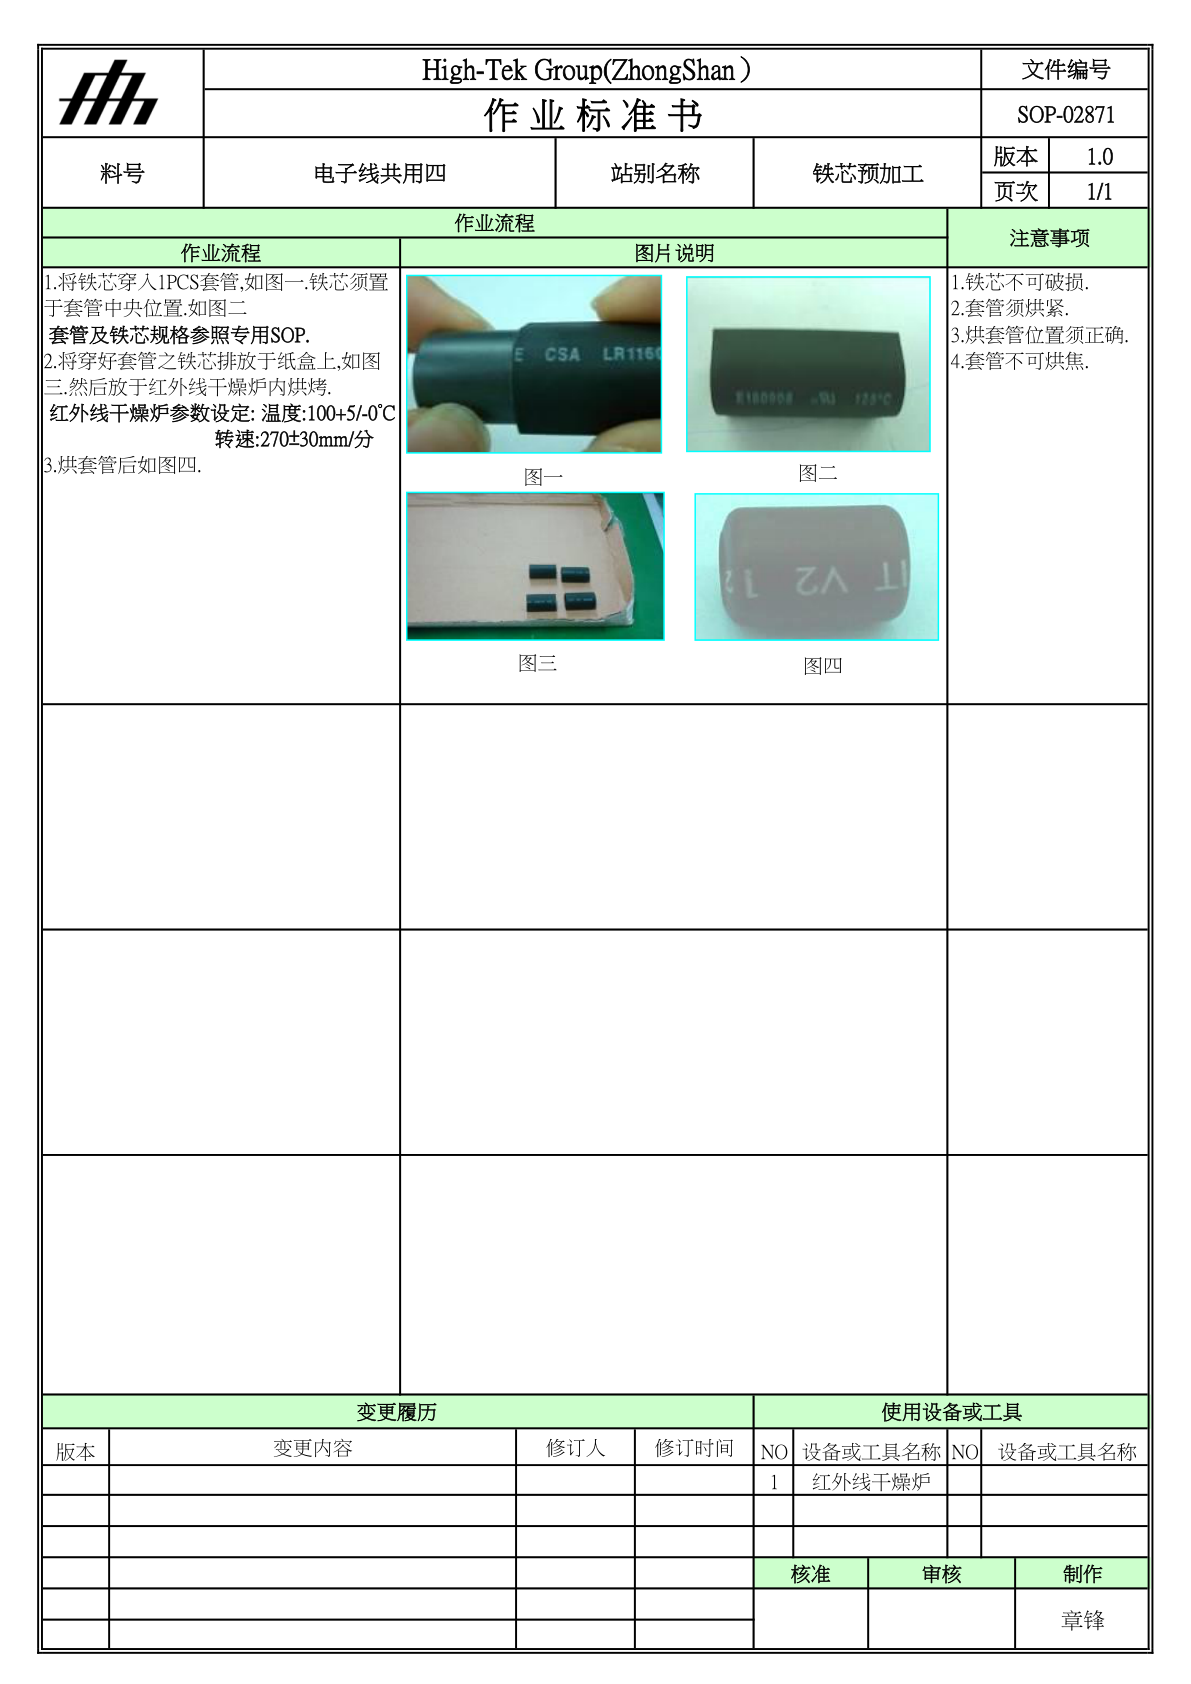 High-Tek Group(ZhongShan）
文件编号
作业标准书
SOP-02871
料号
电子线共用四
站别名称
铁芯预加工
版本
1.0
页次
1/1
作业流程
注意事项
作业流程
图片说明
1.将铁芯穿入1PCS套管,如图一.铁芯须置
于套管中央位置.如图二
套管及铁芯规格参照专用SOP.
2.将穿好套管之铁芯排放于纸盒上,如图
三.然后放于红外线干燥炉内烘烤.
红外线干燥炉参数设定: 温度:100+5/-0℃
转速:270±30mm/分
3.烘套管后如图四.
E CSA LR1160
E180908 125°C
图一
图二
IT V2 12
图三
图四
1.铁芯不可破损.
2.套管须烘紧.
3.烘套管位置须正确.
4.套管不可烘焦.
变更履历
使用设备或工具
版本
变更内容
修订人
修订时间
NO
设备或工具名称
NO
设备或工具名称
1
红外线干燥炉
核准
审核
制作
章锋